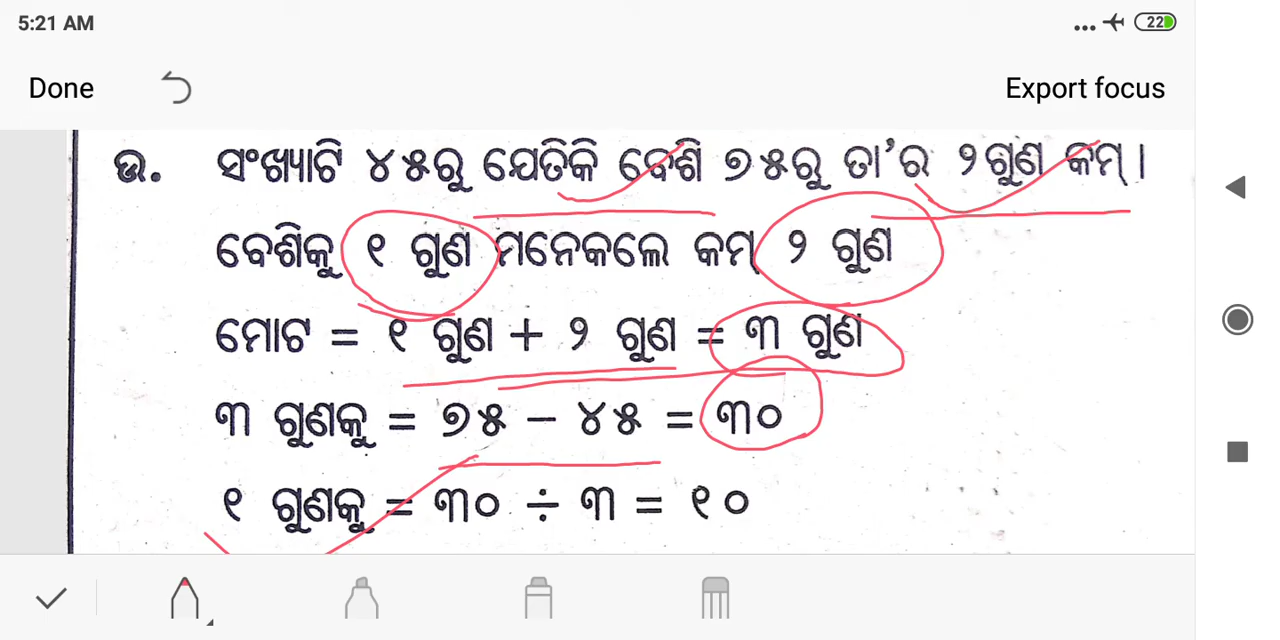 5:21 AM
22
Done
Export focus
ଉ. ସଂଖ୍ୟାଟି ୪୫ରୁ ଯେତିକି ବେଶି ୭୫ରୁ ତା'ର ୨ଗୁଣ କମ୍ ।
ବେଶିକୁ ୧ ଗୁଣ ମନେକଲେ କମ୍ ୨ ଗୁଣ
ମୋଟ = ୧ ଗୁଣ + ୨ ଗୁଣ = ୩ ଗୁଣ
୩ ଗୁଣକୁ = ୭୫ − ୪୫ = ୩୦
୧ ଗୁଣକୁ = ୩୦ ÷ ୩ = ୧୦